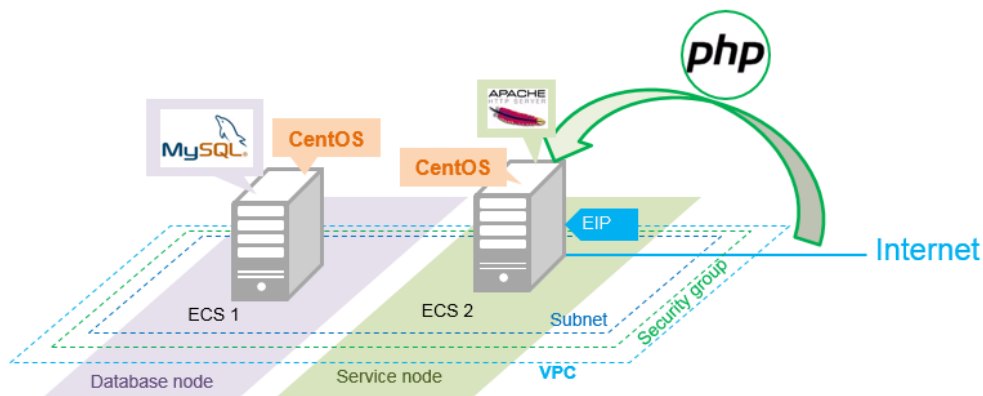 php
APACHE
HTTP SERVER
MySQL®
CentOS
CentOS
EIP
Internet
ECS 1
ECS 2
Subnet
Security group
Database node
Service node
VPC